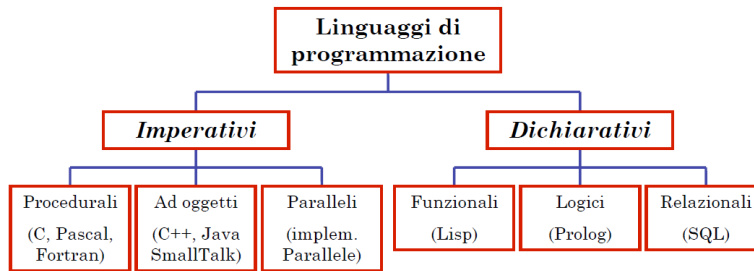 Linguaggi di
programmazione
Imperativi
Dichiarativi
Procedurali
(C, Pascal,
Fortran)
Ad oggetti
(C++, Java
SmallTalk)
Paralleli
(implem.
Parallele)
Funzionali
(Lisp)
Logici
(Prolog)
Relazionali
(SQL)